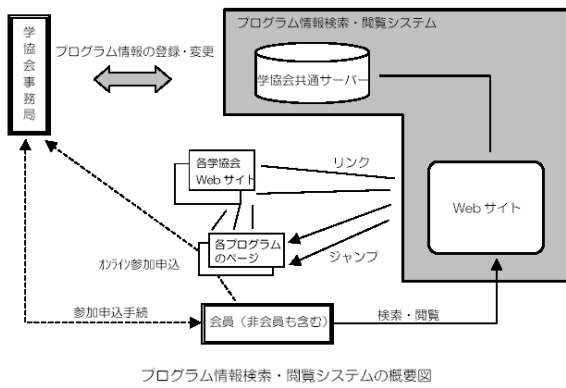 プログラム情報検索・閲覧システム
学協会事務局
プログラム情報の登録・変更
学協会共通サーバー
各学協会
Webサイト
リンク
Webサイト
各プログラム
のページ
ジャンプ
オンライン参加申込
参加申込手続
会員（非会員も含む）
検索・閲覧
プログラム情報検索・閲覧システムの概要図